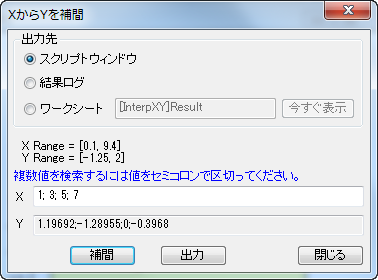 XからYを補間
出力先
スクリプトウィンドウ
結果ログ
ワークシート [InterpXY]Result 今すぐ表示
X Range = [0.1, 9.4]
Y Range = [-1.25, 2]
複数値を検索するには値をセミコロンで区切ってください。
X 1; 3; 5; 7
Y 1.19692;-1.28955;0;-0.3968
補間 出力 閉じる